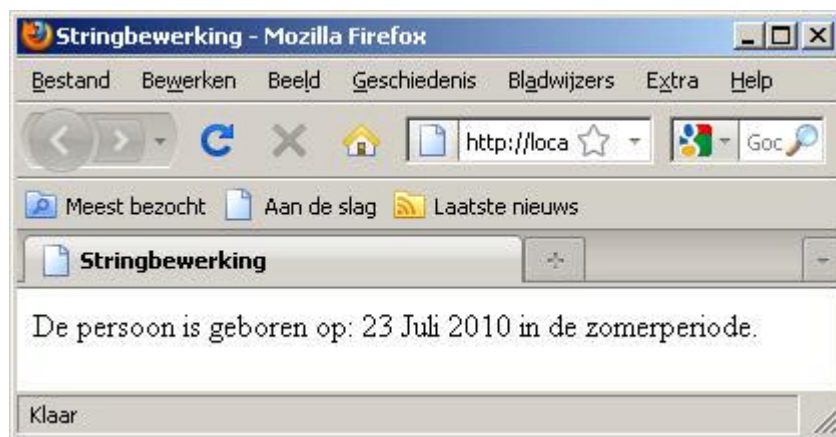 Stringbewerking - Mozilla Firefox
Bestand Bewerken Beeld Geschiedenis Bladwijzers Extra Help
http://loca Goc
Meest bezocht Aan de slag Laatste nieuws
Stringbewerking
De persoon is geboren op: 23 Juli 2010 in de zomerperiode.
Klaar